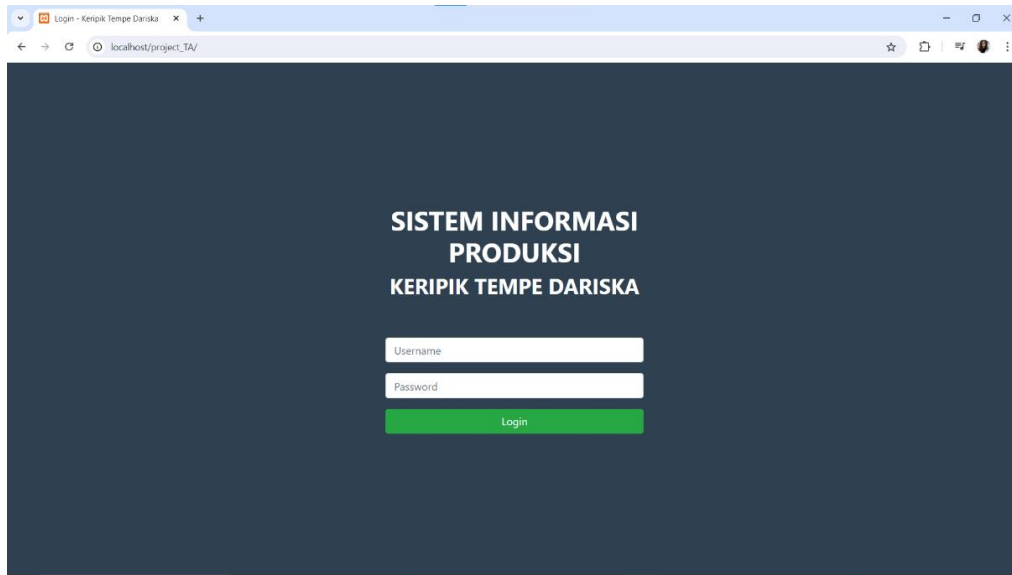 Login - Keripik Tempe Dariska
localhost/project_TA/
SISTEM INFORMASI
PRODUKSI
KERIPIK TEMPE DARISKA
Username
Password
Login